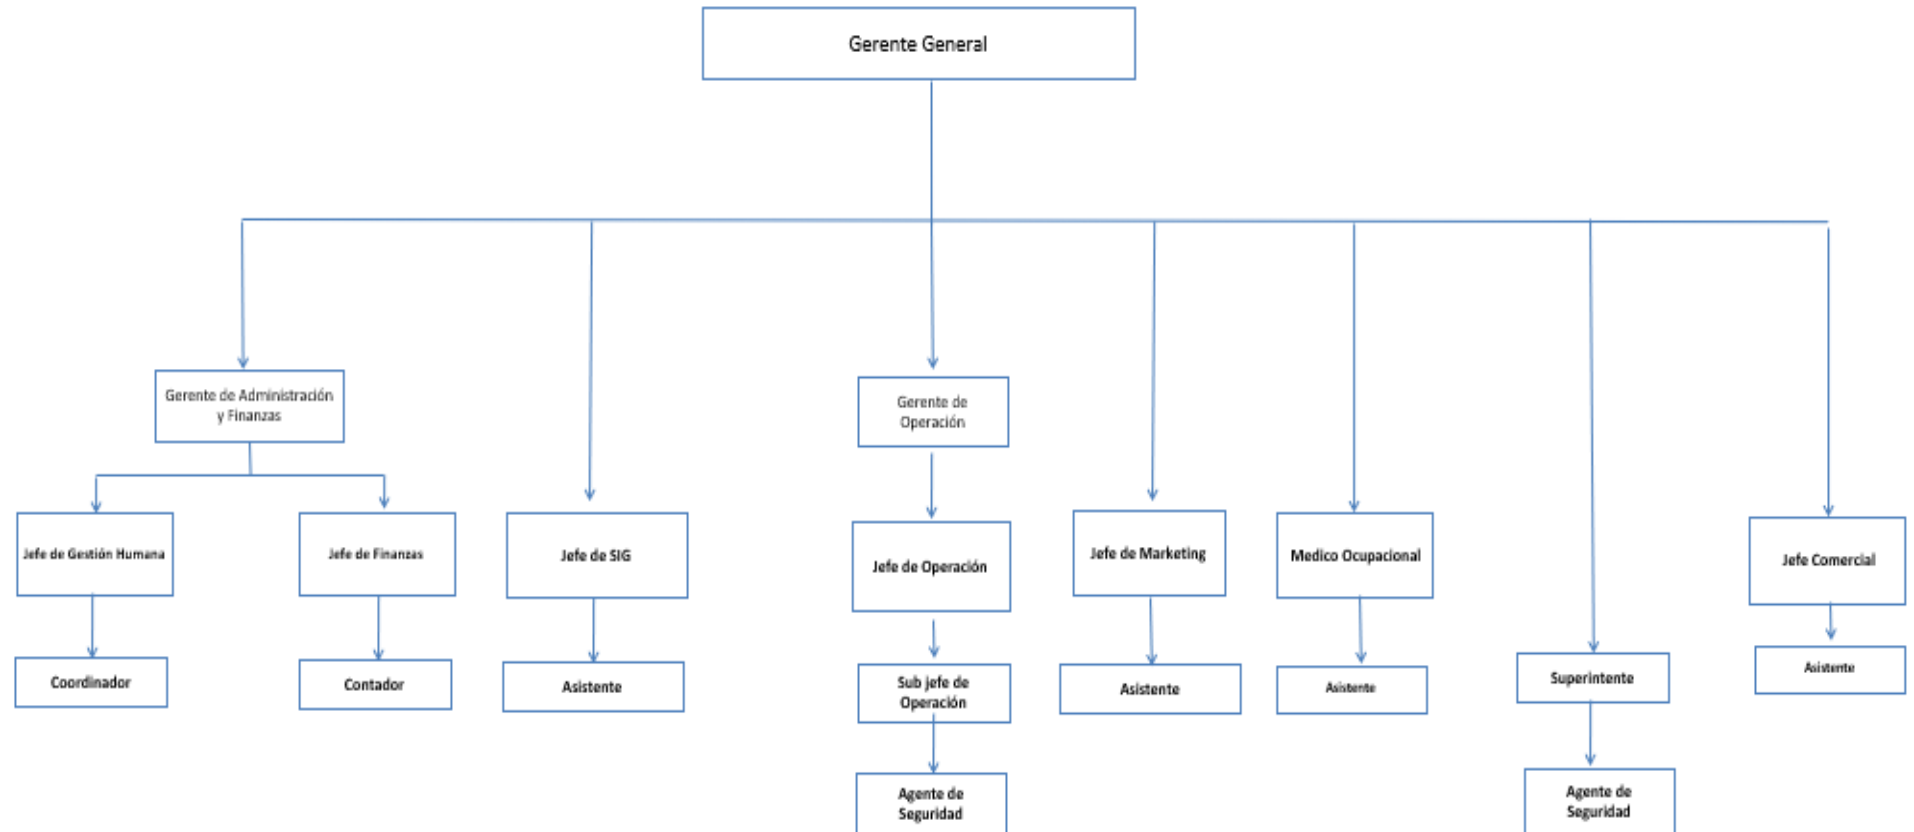 Gerente General
Gerente de Administración
y Finanzas
Gerente de
Operación
Jefe de Gestión Humana
Jefe de Finanzas
Jefe de SIG
Jefe de Operación
Jefe de Marketing
Medico Ocupacional
Jefe Comercial
Coordinador
Contador
Asistente
Sub jefe de
Operación
Asistente
Asistente
Superintente
Asistente
Agente de
Seguridad
Agente de
Seguridad